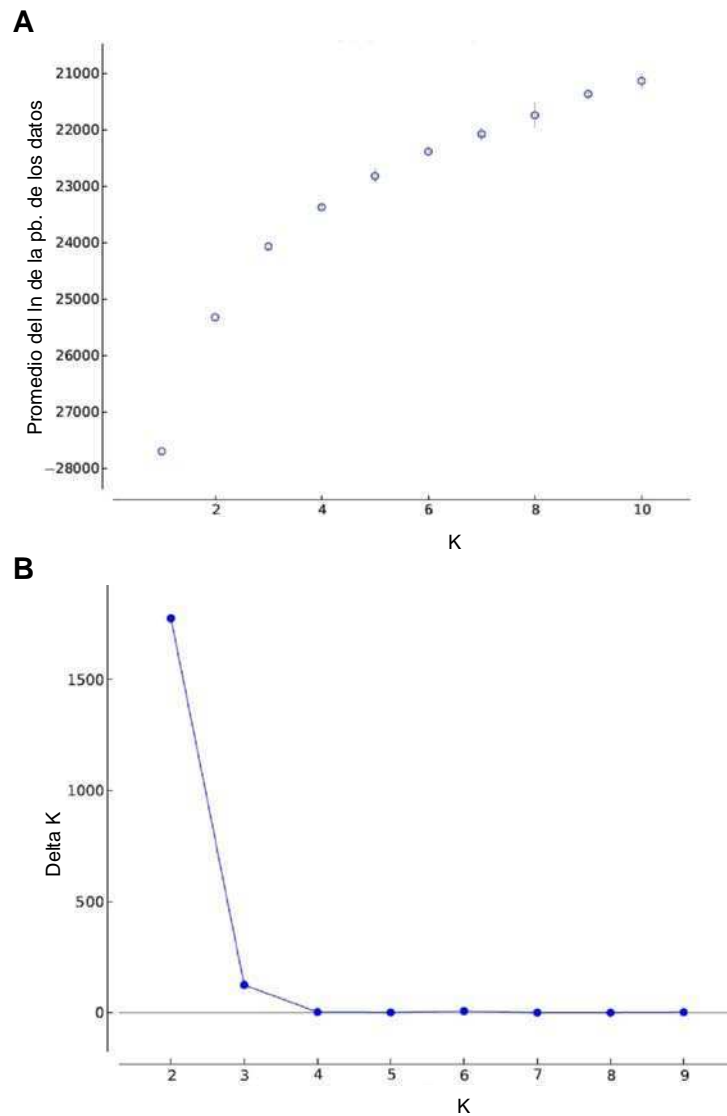 A
Promedio del ln de la pb. de los datos
21000
22000
23000
24000
25000
26000
27000
−28000
2 4 6 8 10
K
B
Delta K
1500
1000
500
0
2 3 4 5 6 7 8 9
K